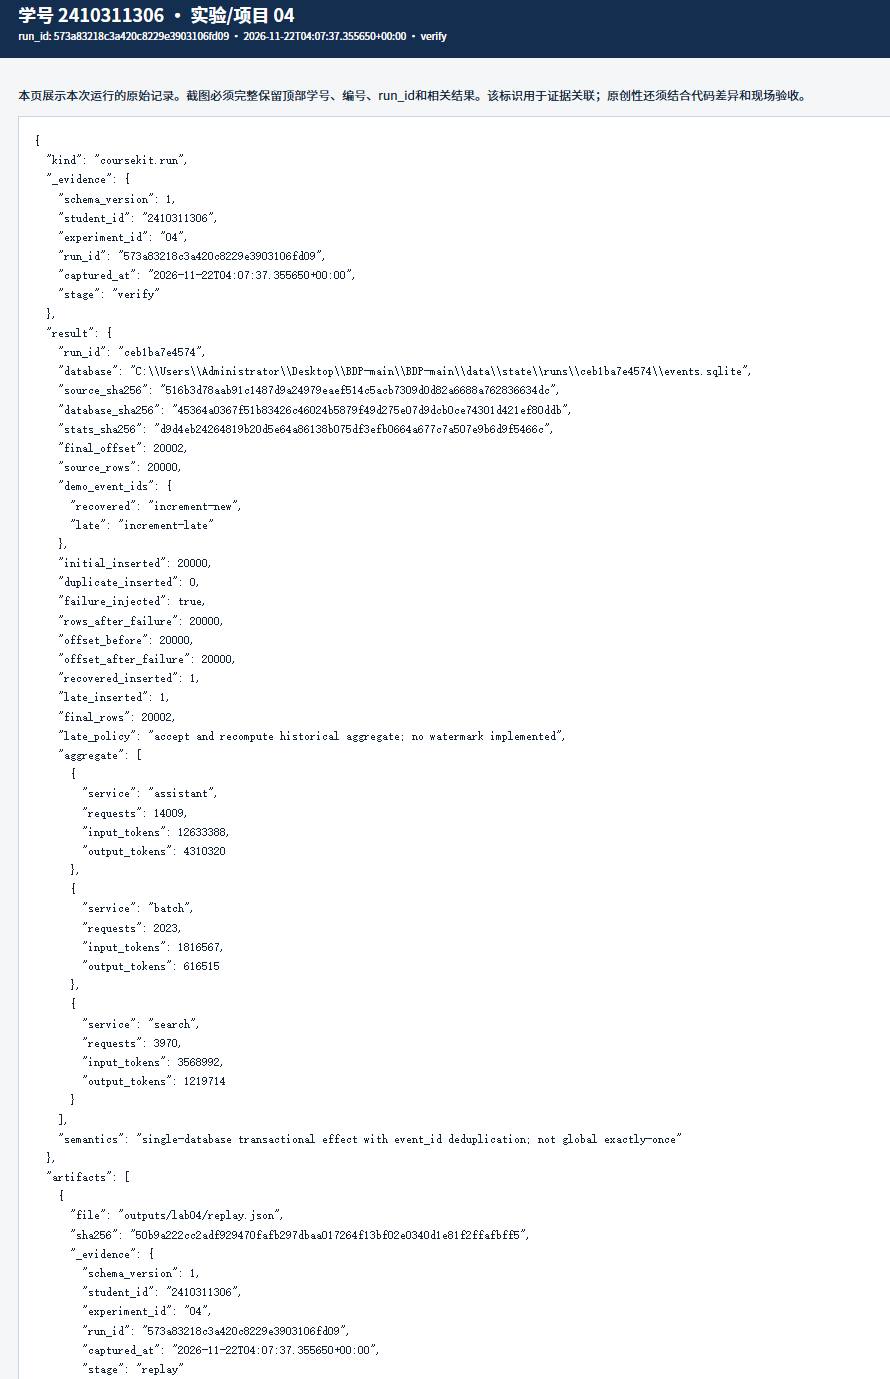 学号 2410311306 • 实验/项目 04
run_id: 573a83218c3a420c8229e3903106fd09 • 2026-11-22T04:07:37.355650+00:00 • verify
本页展示本次运行的原始记录。截图必须完整保留顶部学号、编号、run_id和相关结果。该标识用于证据关联；原创性还须结合代码差异和现场验收。
{
"kind": "coursekit.run",
"_evidence": {
"schema_version": 1,
"student_id": "2410311306",
"experiment_id": "04",
"run_id": "573a83218c3a420c8229e3903106fd09",
"captured_at": "2026-11-22T04:07:37.355650+00:00",
"stage": "verify"
},
"result": {
"run_id": "ceb1ba7e4574",
"database": "C:\\Users\\Administrator\\Desktop\\BDP-main\\BDP-main\\data\\state\\runs\\ceb1ba7e4574\\events.sqlite",
"source_sha256": "516b3d78aab91c1487d9a24979eaef514c5acb7309d0d82a6688a762836634dc",
"database_sha256": "45364a0367f51b83426c46024b5879f49d275e07d9dcb0ce74301d421ef80ddb",
"stats_sha256": "d9d4eb24264819b20d5e64a86138b075df3efb0664a677c7a507e9b6d9f5466c",
"final_offset": 20002,
"source_rows": 20000,
"demo_event_ids": {
"recovered": "increment-new",
"late": "increment-late"
},
"initial_inserted": 20000,
"duplicate_inserted": 0,
"failure_injected": true,
"rows_after_failure": 20000,
"offset_before": 20000,
"offset_after_failure": 20000,
"recovered_inserted": 1,
"late_inserted": 1,
"final_rows": 20002,
"late_policy": "accept and recompute historical aggregate; no watermark implemented",
"aggregate": [
{
"service": "assistant",
"requests": 14009,
"input_tokens": 12633388,
"output_tokens": 4310320
},
{
"service": "batch",
"requests": 2023,
"input_tokens": 1816567,
"output_tokens": 616515
},
{
"service": "search",
"requests": 3970,
"input_tokens": 3568992,
"output_tokens": 1219714
}
],
"semantics": "single-database transactional effect with event_id deduplication; not global exactly-once"
},
"artifacts": [
{
"file": "outputs/lab04/replay.json",
"sha256": "50b9a222cc2adf929470fafb297dbaa017264f13bf02e0340d1e81f2ffafbff5",
"_evidence": {
"schema_version": 1,
"student_id": "2410311306",
"experiment_id": "04",
"run_id": "573a83218c3a420c8229e3903106fd09",
"captured_at": "2026-11-22T04:07:37.355650+00:00",
"stage": "replay"